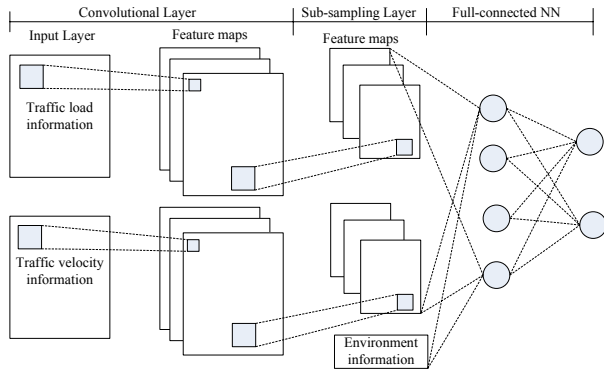 Convolutional Layer
Sub-sampling Layer
Full-connected NN
Input Layer
Feature maps
Feature maps
Traffic load
information
Traffic velocity
information
Environment
information